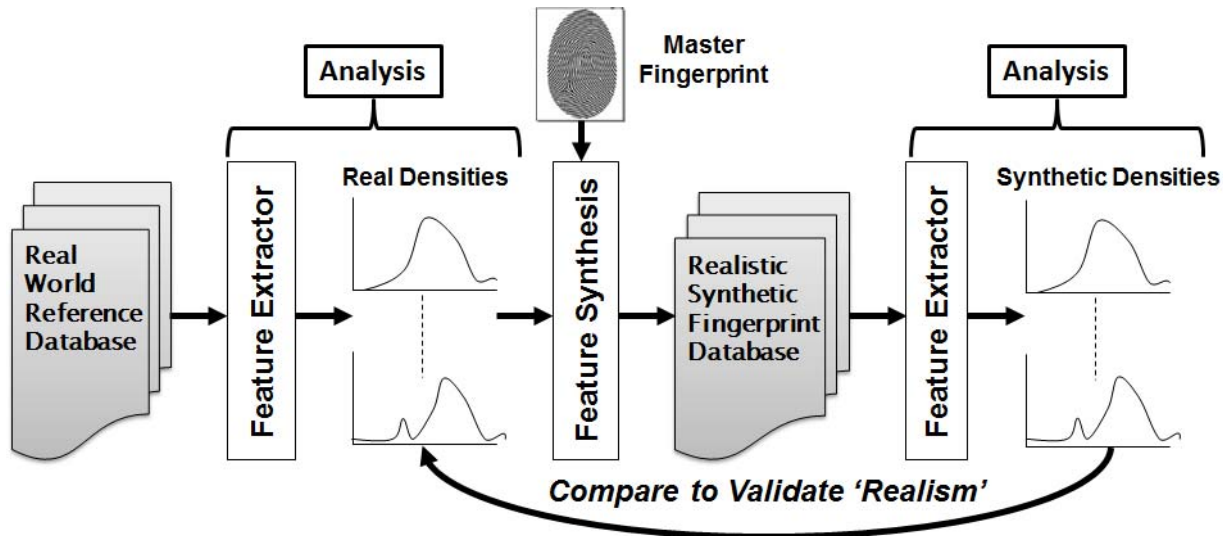 Analysis
Master
Fingerprint
Analysis
Real
World
Reference
Database
Feature Extractor
Real Densities
Feature Synthesis
Realistic
Synthetic
Fingerprint
Database
Feature Extractor
Synthetic Densities
Compare to Validate ‘Realism’